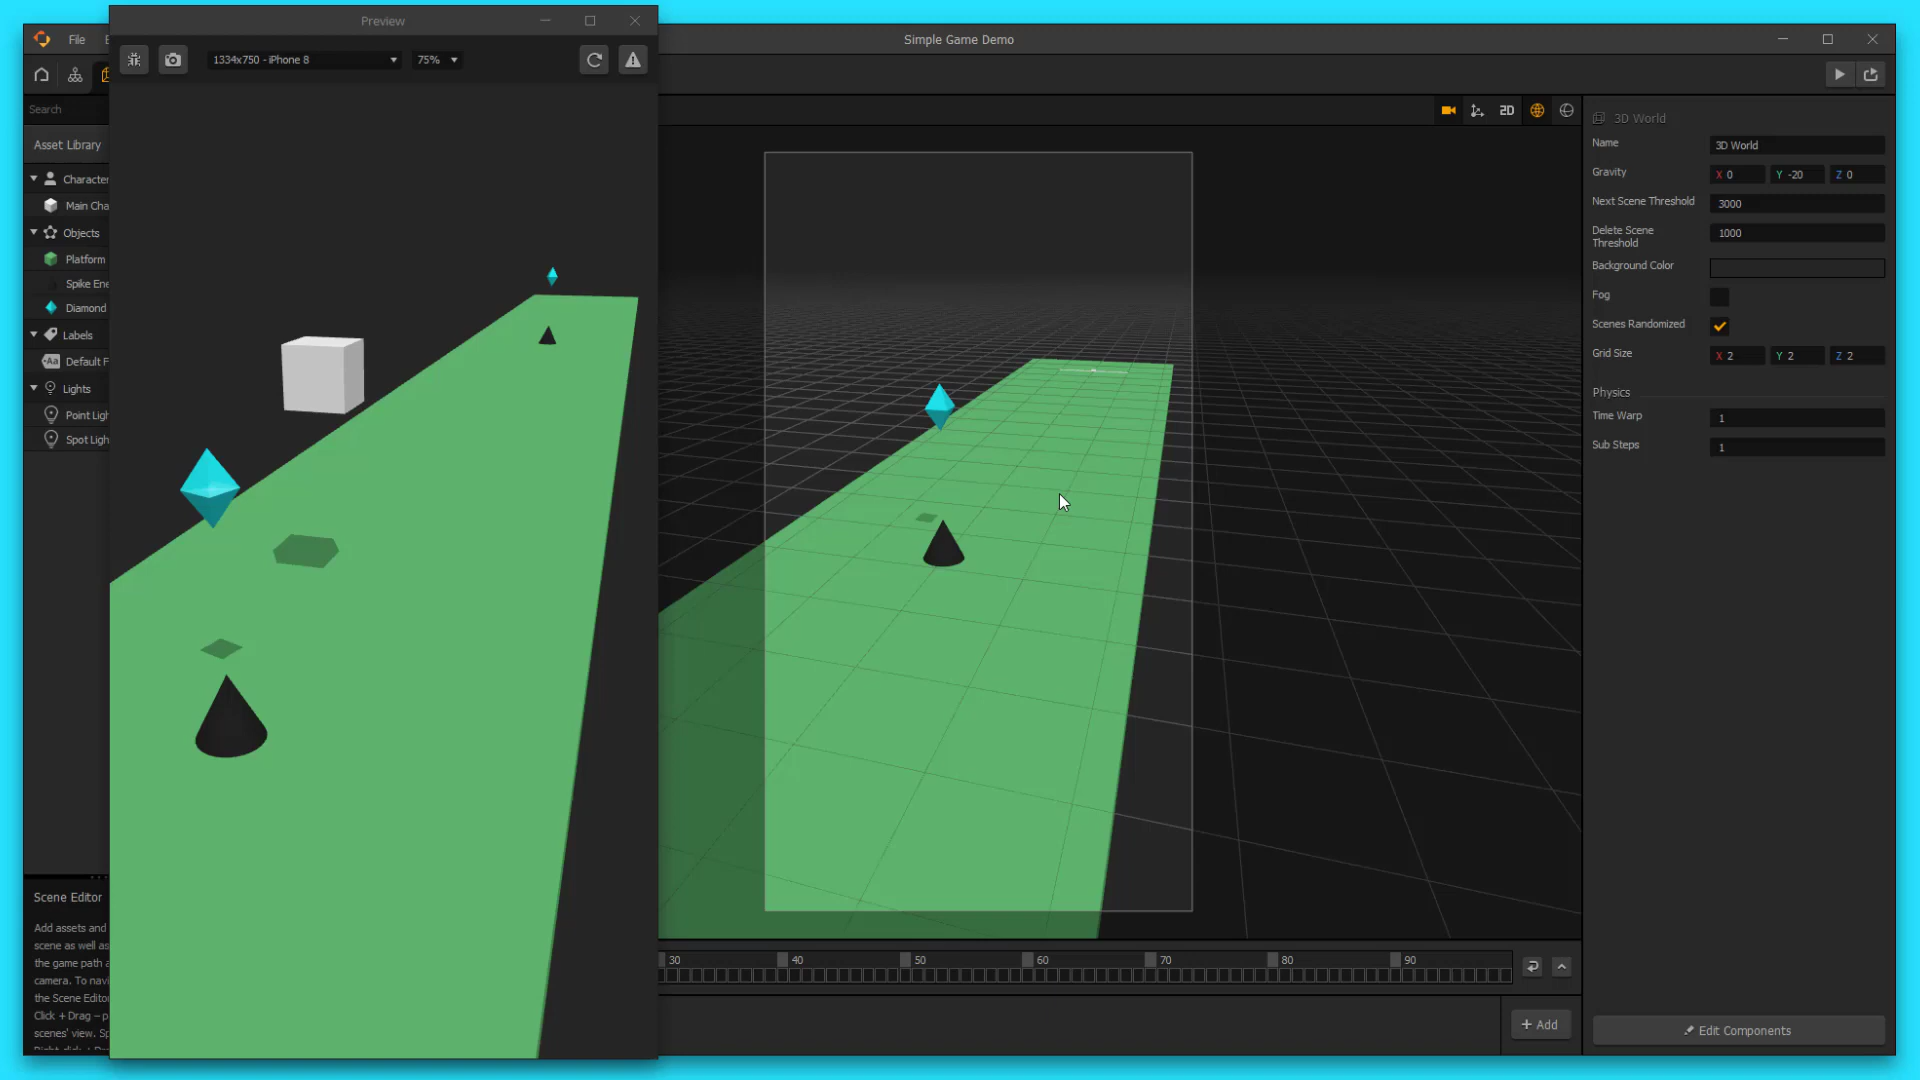 Preview
1334x750 - iPhone 8
75%
File
Simple Game Demo
Search
Asset Library
Character
Main Cha
Objects
Platform
Spike Ene
Diamond
Labels
Aa
Default F
Lights
Point Ligh
Spot Ligh
Scene Editor
Add assets and
scene as well as
the game path a
camera. To navi
the Scene Editor
Click + Drag – p
scenes' view. Sp
2D
30
40
50
60
70
80
90
+ Add
3D World
Name
3D World
Gravity
X 0
Y -20
Z 0
Next Scene Threshold
3000
Delete Scene
Threshold
1000
Background Color
Fog
Scenes Randomized
Grid Size
X 2
Y 2
Z 2
Physics
Time Warp
1
Sub Steps
1
Edit Components